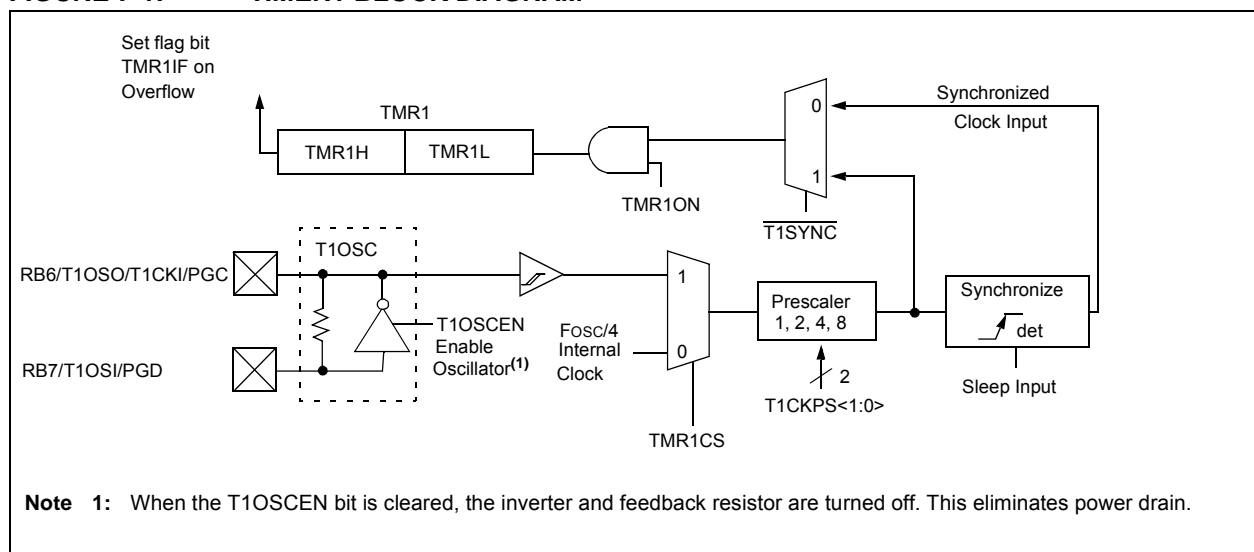 Set flag bit
TMR1IF on
Overflow
TMR1
TMR1H
TMR1L
TMR1ON
0
1
T1SYNC
Synchronized
Clock Input
RB6/T1OSO/T1CKI/PGC
T1OSC
RB7/T1OSI/PGD
T1OSCEN
Enable
Oscillator(1)
FOSC/4
Internal
Clock
1
0
TMR1CS
Prescaler
1, 2, 4, 8
2
T1CKPS<1:0>
Synchronize
det
Sleep Input
Note 1: When the T1OSCEN bit is cleared, the inverter and feedback resistor are turned off. This eliminates power drain.